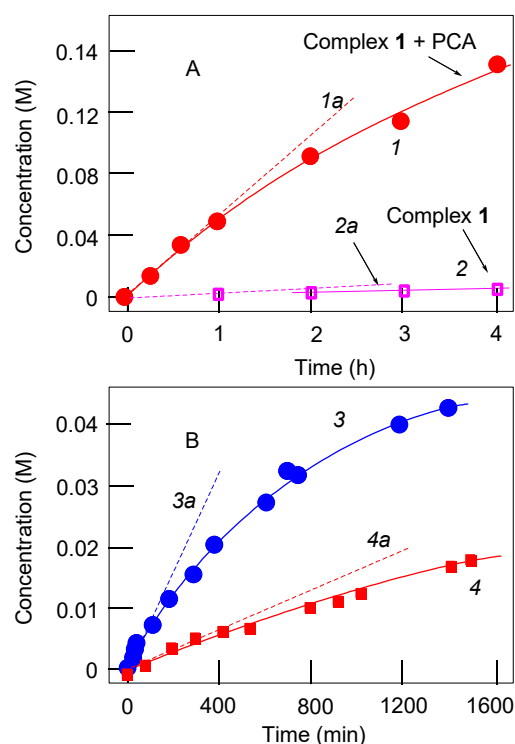 0.14
A
Complex 1 + PCA
1a
0.12
1
0.08
2a
Complex 1
0.04
2
0
Concentration (M)
0 1 2 3 4
Time (h)
B
3
0.04
0.03
3a
4a
0.02
4
0.01
0
Concentration (M)
0 400 800 1200 1600
Time (min)